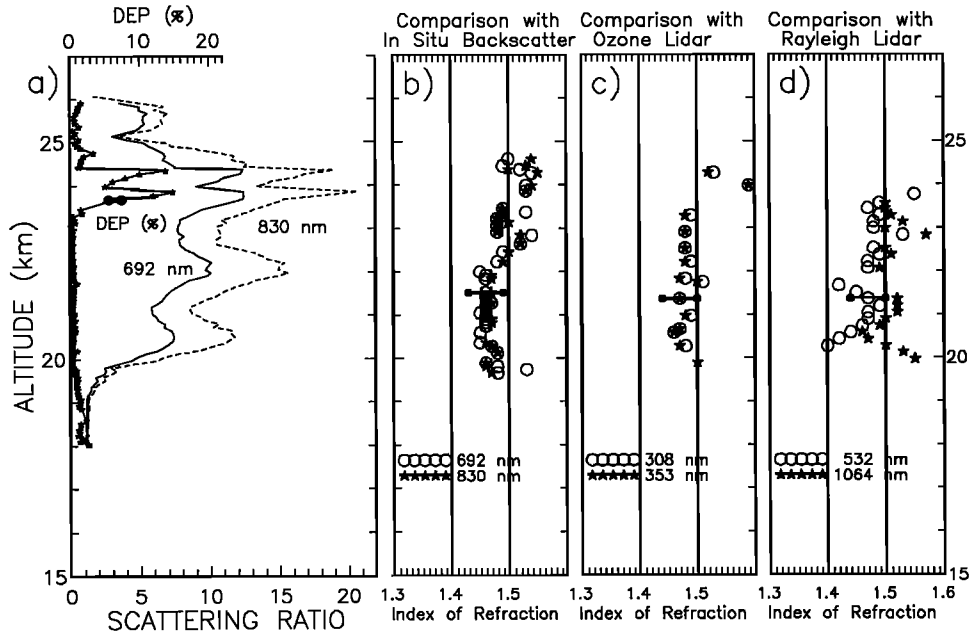 DEP (%)
0 10 20
Comparison with
In Situ Backscatter
Comparison with
Ozone Lidar
Comparison with
Rayleigh Lidar
a)
b)
c)
d)
25
20
15
ALTITUDE (km)
DEP (%)
830 nm
692 nm
692 nm
830 nm
308 nm
353 nm
532 nm
1064 nm
25
20
15
0 5 10 15 20
SCATTERING RATIO
1.3 1.4 1.5 1.6
Index of Refraction
1.3 1.4 1.5 1.6
Index of Refraction
1.3 1.4 1.5 1.6
Index of Refraction